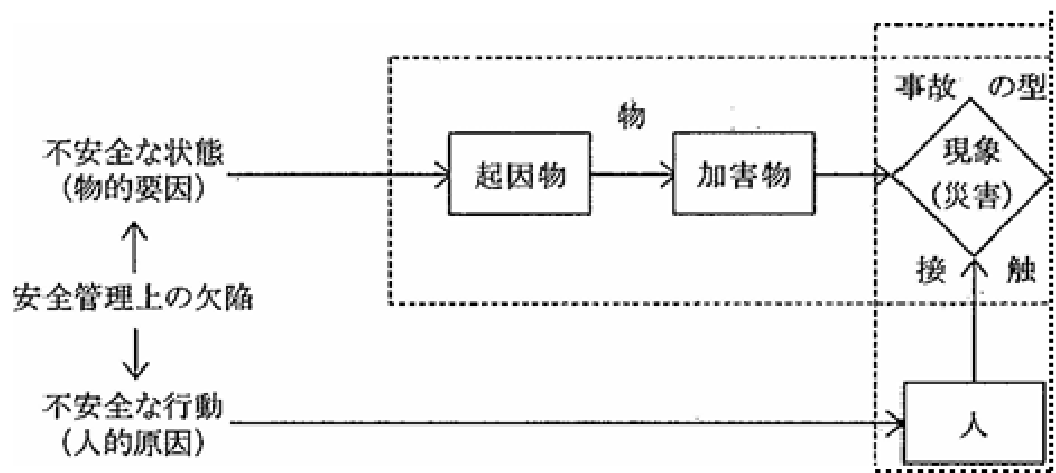 事故 の型
物
不安全な状態
(物的要因)
起因物
加害物
現象
(災害)
接 触
安全管理上の欠陥
不安全な行動
(人的原因)
人